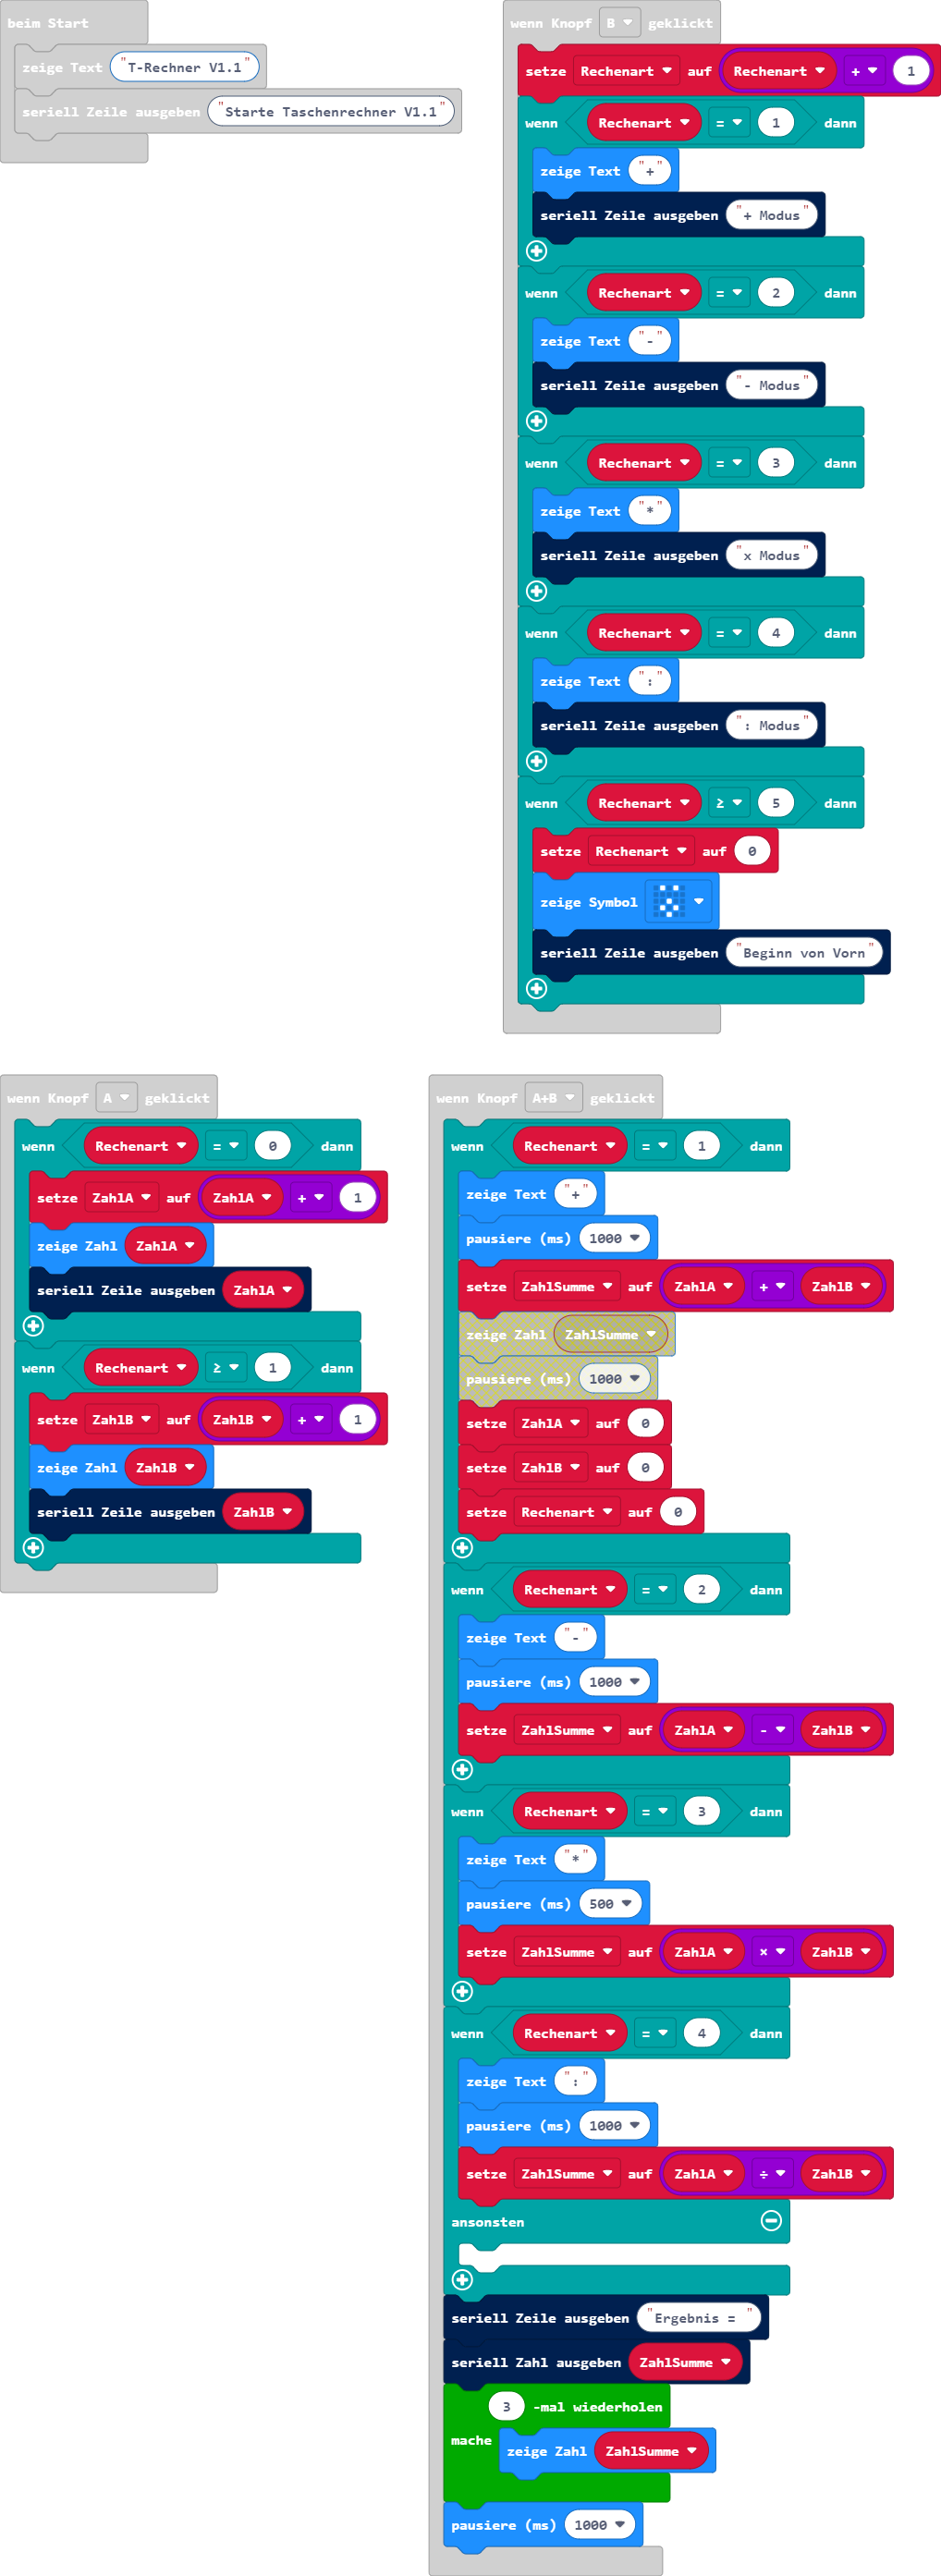 beim Start
zeige Text "T-Rechner V1.1"
seriell Zeile ausgeben "Starte Taschenrechner V1.1"
wenn Knopf B geklickt
setze Rechenart auf Rechenart + 1
wenn Rechenart = 1 dann
zeige Text "+"
seriell Zeile ausgeben "+ Modus"
wenn Rechenart = 2 dann
zeige Text "-"
seriell Zeile ausgeben "- Modus"
wenn Rechenart = 3 dann
zeige Text "*"
seriell Zeile ausgeben "x Modus"
wenn Rechenart = 4 dann
zeige Text ":"
seriell Zeile ausgeben ": Modus"
wenn Rechenart ≥ 5 dann
setze Rechenart auf 0
zeige Symbol
seriell Zeile ausgeben "Beginn von Vorn"
wenn Knopf A geklickt
wenn Rechenart = 0 dann
setze ZahlA auf ZahlA + 1
zeige Zahl ZahlA
seriell Zeile ausgeben ZahlA
wenn Rechenart ≥ 1 dann
setze ZahlB auf ZahlB + 1
zeige Zahl ZahlB
seriell Zeile ausgeben ZahlB
wenn Knopf A+B geklickt
wenn Rechenart = 1 dann
zeige Text "+"
pausiere (ms) 1000
setze ZahlSumme auf ZahlA + ZahlB
zeige Zahl ZahlSumme
pausiere (ms) 1000
setze ZahlA auf 0
setze ZahlB auf 0
setze Rechenart auf 0
wenn Rechenart = 2 dann
zeige Text "-"
pausiere (ms) 1000
setze ZahlSumme auf ZahlA - ZahlB
wenn Rechenart = 3 dann
zeige Text "*"
pausiere (ms) 500
setze ZahlSumme auf ZahlA × ZahlB
wenn Rechenart = 4 dann
zeige Text ":"
pausiere (ms) 1000
setze ZahlSumme auf ZahlA ÷ ZahlB
ansonsten
seriell Zeile ausgeben "Ergebnis = "
seriell Zahl ausgeben ZahlSumme
3 -mal wiederholen
mache zeige Zahl ZahlSumme
pausiere (ms) 1000